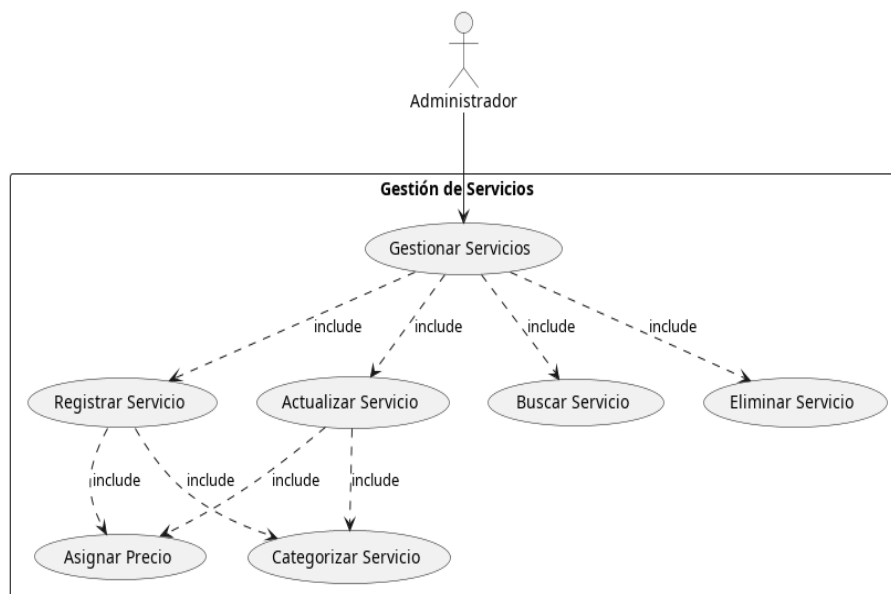 Administrador
Gestión de Servicios
Gestionar Servicios
include
include
include
include
Registrar Servicio
Actualizar Servicio
Buscar Servicio
Eliminar Servicio
include
include
include
include
Asignar Precio
Categorizar Servicio